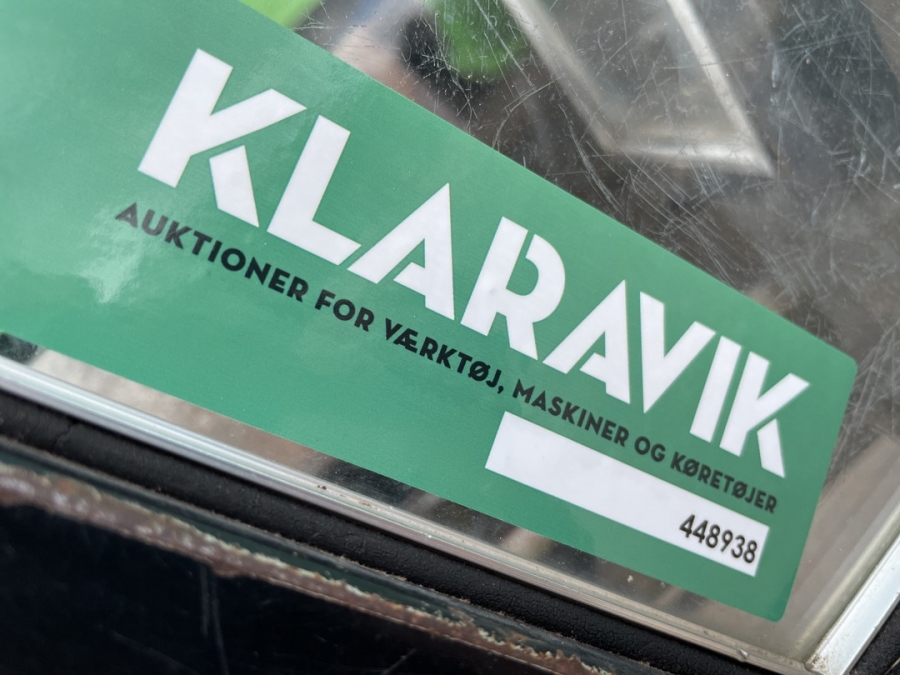 KLARAVIK
AUKTIONER FOR VÆRKTØJ, MASKINER OG KØRETØJER
448938